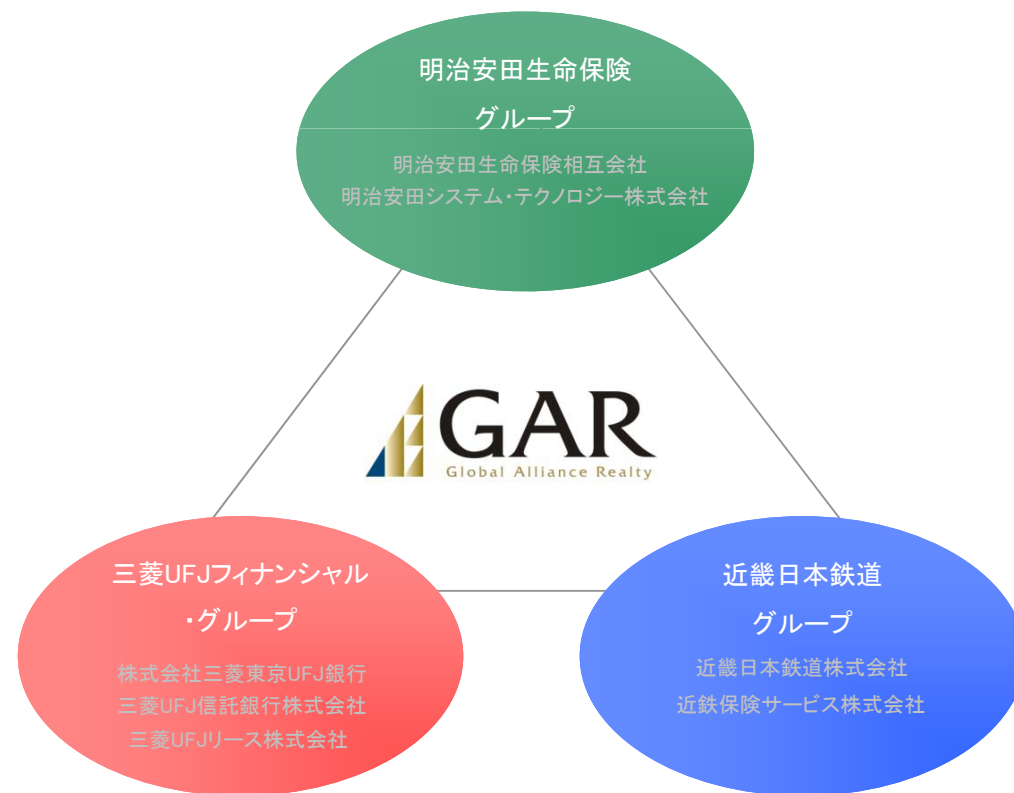 明治安田生命保険
グループ
明治安田生命保険相互会社
明治安田システム・テクノロジー株式会社
GAR
Global Alliance Realty
三菱UFJフィナンシャル
・グループ
株式会社三菱東京UFJ銀行
三菱UFJ信託銀行株式会社
三菱UFJリース株式会社
近畿日本鉄道
グループ
近畿日本鉄道株式会社
近鉄保険サービス株式会社